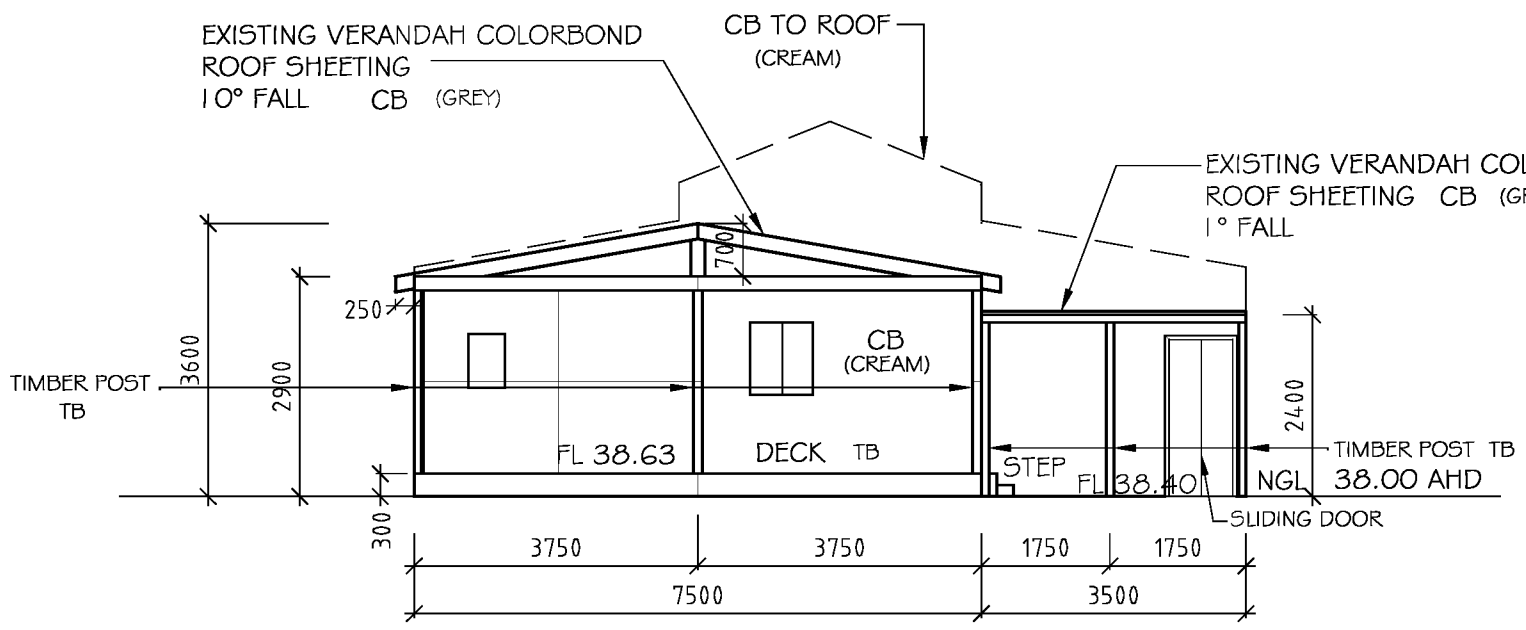 EXISTING VERANDAH COLORBOND
ROOF SHEETING
10° FALL CB (GREY)
CB TO ROOF
(CREAM)
EXISTING VERANDAH
ROOF SHEETING CB
1° FALL
700
250
3600
2900
CB
(CREAM)
TIMBER POST
TB
2400
FL 38.63
DECK TB
STEP
FL 38.40
NGL
TIMBER POST TB
38.00 AHD
SLIDING DOOR
300
3750
3750
1750
1750
7500
3500